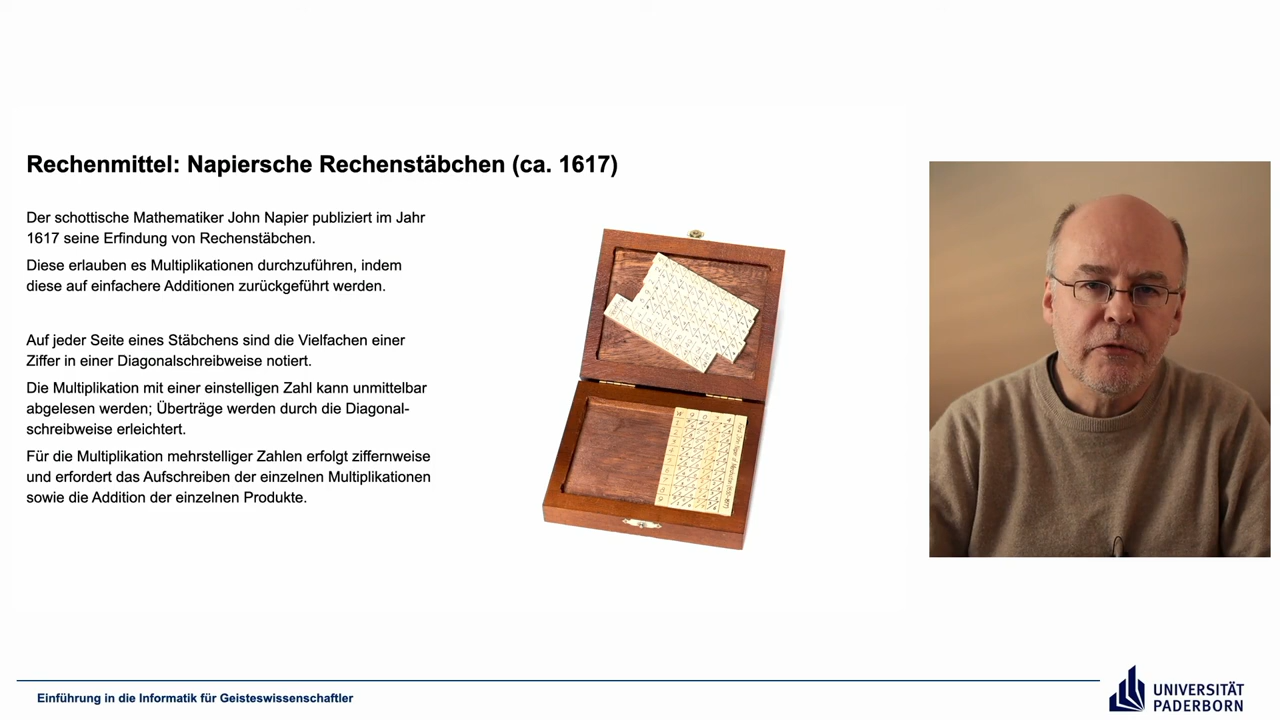 Rechenmittel: Napiersche Rechenstäbchen (ca. 1617)
Der schottische Mathematiker John Napier publiziert im Jahr
1617 seine Erfindung von Rechenstäbchen.
Diese erlauben es Multiplikationen durchzuführen, indem
diese auf einfachere Additionen zurückgeführt werden.
Auf jeder Seite eines Stäbchens sind die Vielfachen einer
Ziffer in einer Diagonalschreibweise notiert.
Die Multiplikation mit einer einstelligen Zahl kann unmittelbar
abgelesen werden; Überträge werden durch die Diagonal-
schreibweise erleichtert.
Für die Multiplikation mehrstelliger Zahlen erfolgt ziffernweise
und erfordert das Aufschreiben der einzelnen Multiplikationen
sowie die Addition der einzelnen Produkte.
Einführung in die Informatik für Geisteswissenschaftler
UNIVERSITÄT
PADERBORN